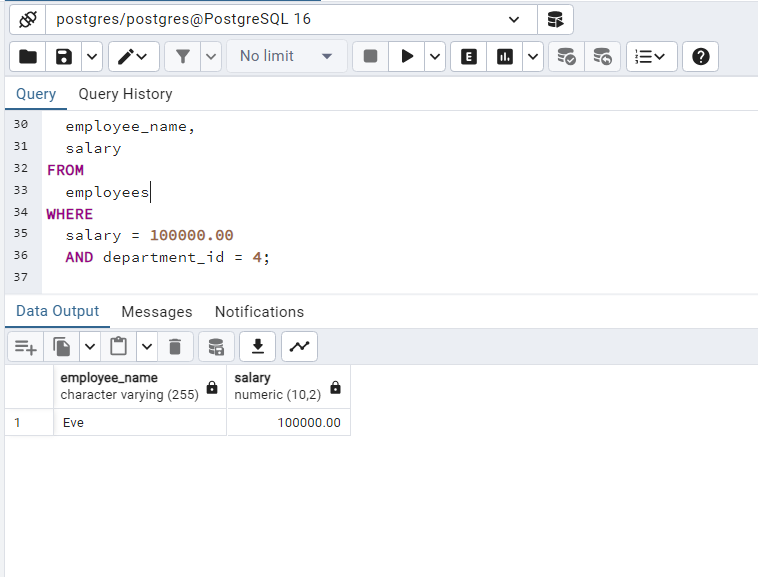 postgres/postgres@PostgreSQL 16
No limit
E
Query Query History
30 employee_name,
31 salary
32 FROM
33 employees
34 WHERE
35 salary = 100000.00
36 AND department_id = 4;
37
Data Output Messages Notifications
employee_name salary
character varying (255) numeric (10,2)
1 Eve 100000.00